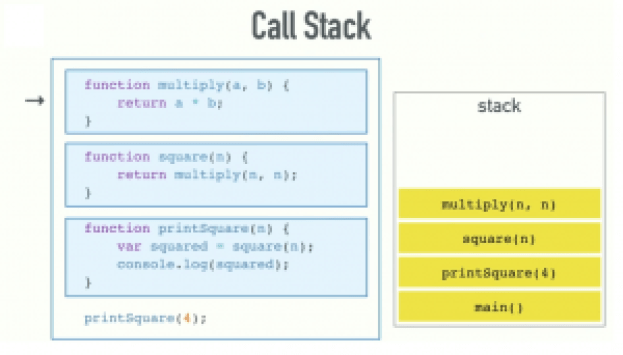 Call Stack
function multiply(a, b) {
return a * b;
}
function square(n) {
return multiply(n, n);
}
function printSquare(n) {
var squared = square(n);
console.log(squared);
}
printSquare(4);
stack
multiply(n, n)
square(n)
printSquare(4)
main()